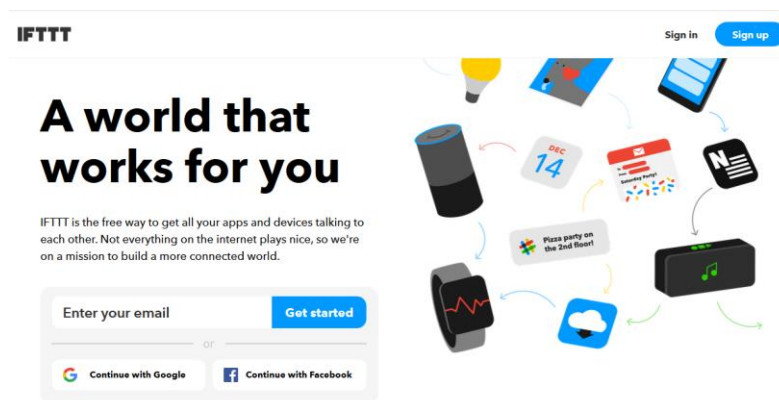 IFTTT
Sign in
Sign up
A world that
works for you
IFTTT is the free way to get all your apps and devices talking to
each other. Not everything on the internet plays nice, so we're
on a mission to build a more connected world.
Enter your email
Get started
or
Continue with Google
Continue with Facebook
DEC
14
Saturday Party!
N
Pizza party on
the 2nd floor!